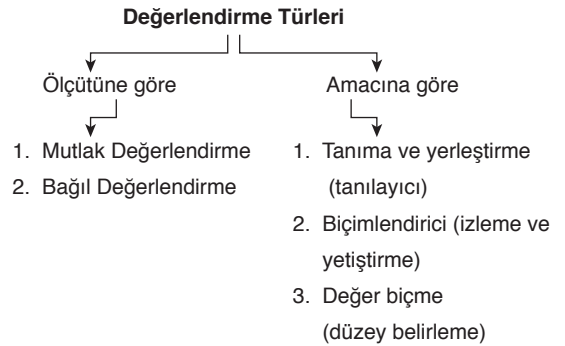 Değerlendirme Türleri
Ölçütüne göre
1. Mutlak Değerlendirme
2. Bağıl Değerlendirme
Amacına göre
1. Tanıma ve yerleştirme
(tanılayıcı)
2. Biçimlendirici (izleme ve
yetiştirme)
3. Değer biçme
(düzey belirleme)